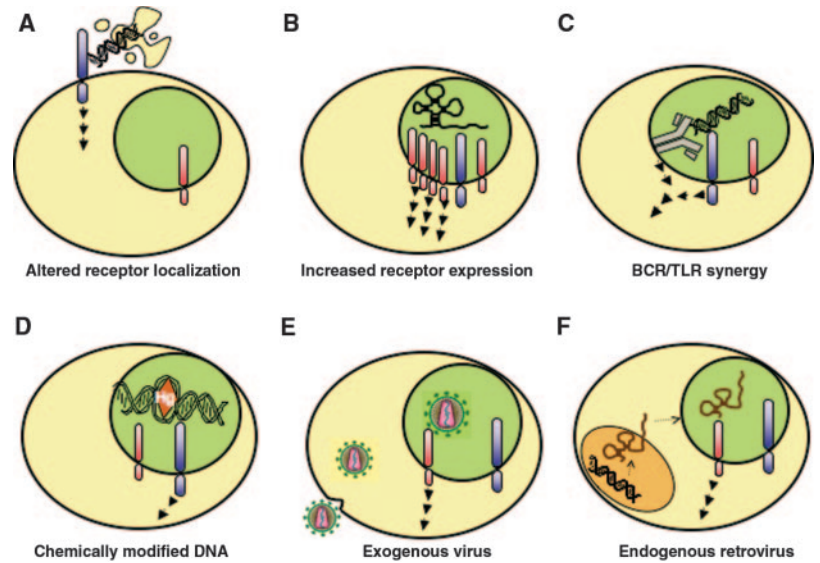 A
B
C
Altered receptor localization
Increased receptor expression
BCR/TLR synergy
D
E
F
Hg
Chemically modified DNA
Exogenous virus
Endogenous retrovirus